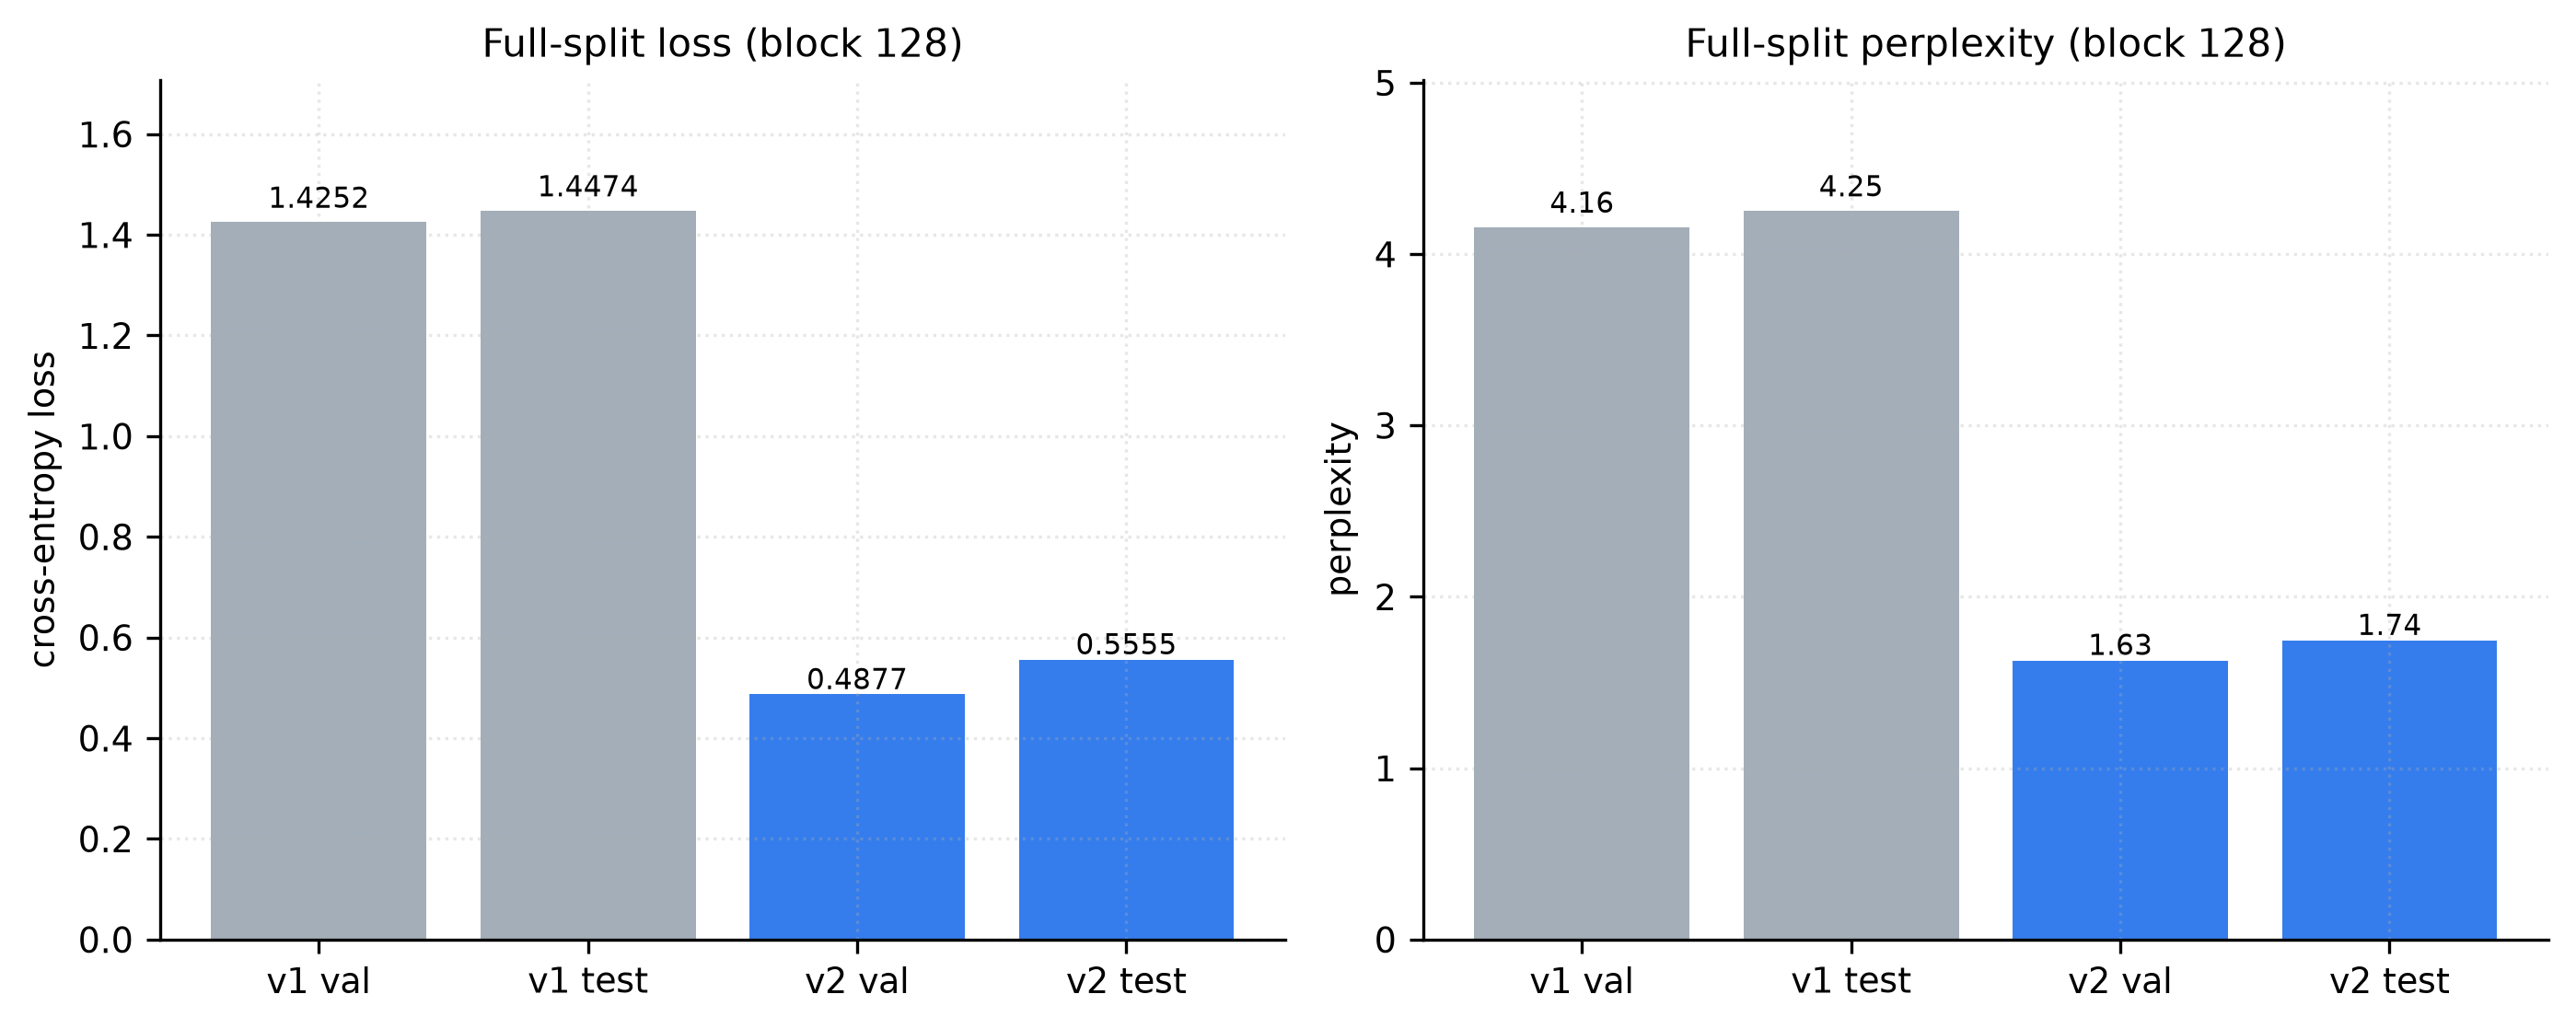 Full-split loss (block 128)
cross-entropy loss
1.6
1.4
1.2
1.0
0.8
0.6
0.4
0.2
0.0
1.4252
1.4474
0.4877
0.5555
v1 val
v1 test
v2 val
v2 test
Full-split perplexity (block 128)
perplexity
5
4
3
2
1
0
4.16
4.25
1.63
1.74
v1 val
v1 test
v2 val
v2 test